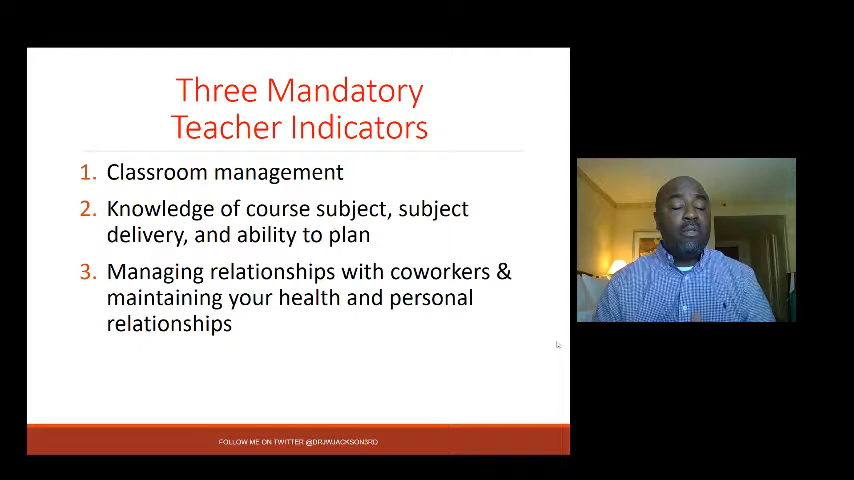 Three Mandatory
Teacher Indicators
1. Classroom management
2. Knowledge of course subject, subject
delivery, and ability to plan
3. Managing relationships with coworkers &
maintaining your health and personal
relationships
FOLLOW ME ON TWITTER @DRJWJACKSON3RD